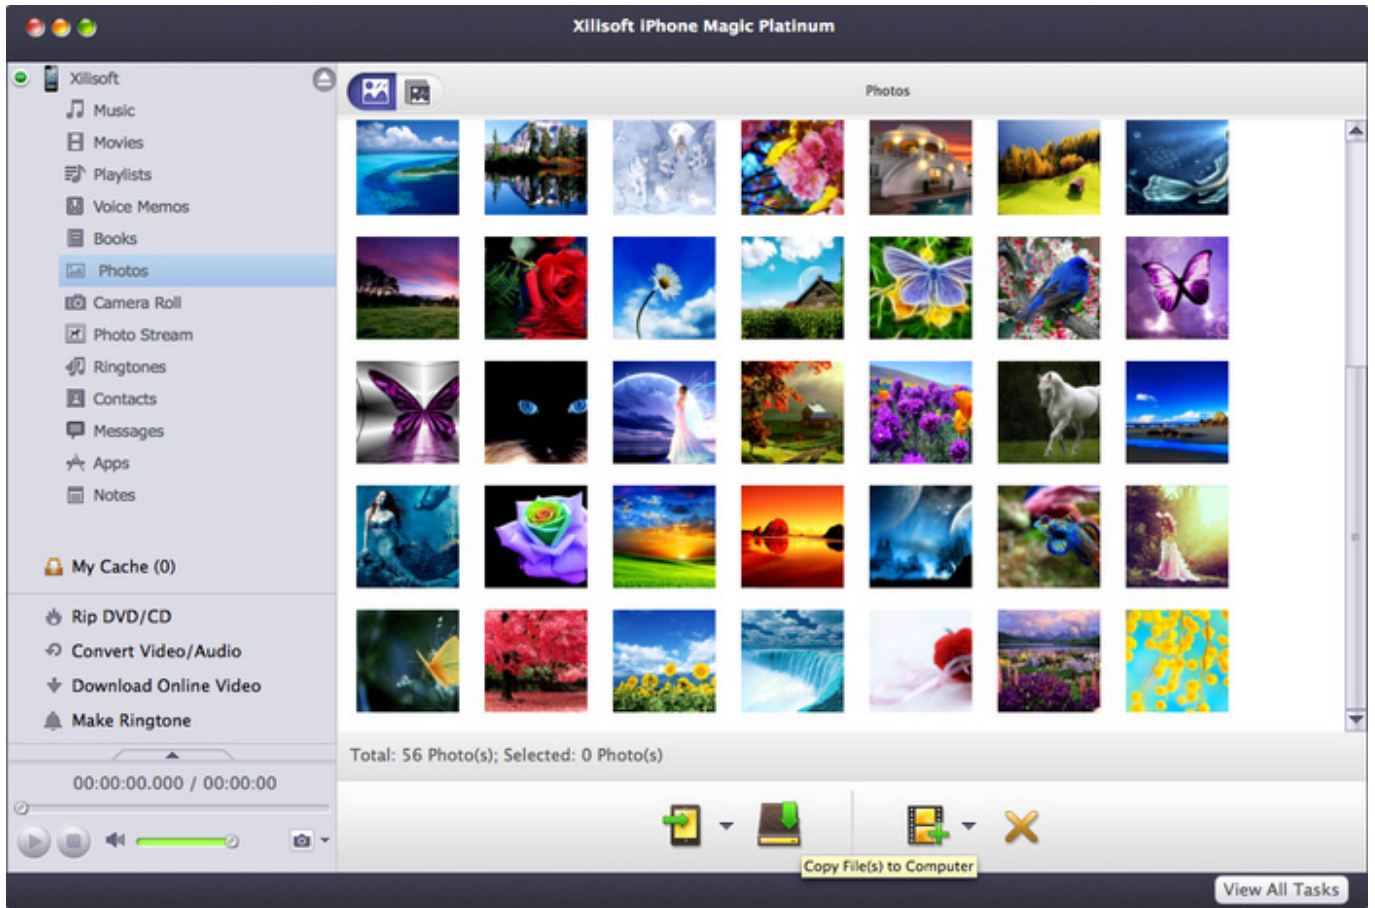 Xilisoft iPhone Magic Platinum
Xilisoft
Photos
Music
Movies
Playlists
Voice Memos
Books
Photos
Camera Roll
Photo Stream
Ringtones
Contacts
Messages
Apps
Notes
My Cache (0)
Rip DVD/CD
Convert Video/Audio
Download Online Video
Make Ringtone
Total: 56 Photo(s); Selected: 0 Photo(s)
00:00:00.000 / 00:00:00
Copy File(s) to Computer
View All Tasks